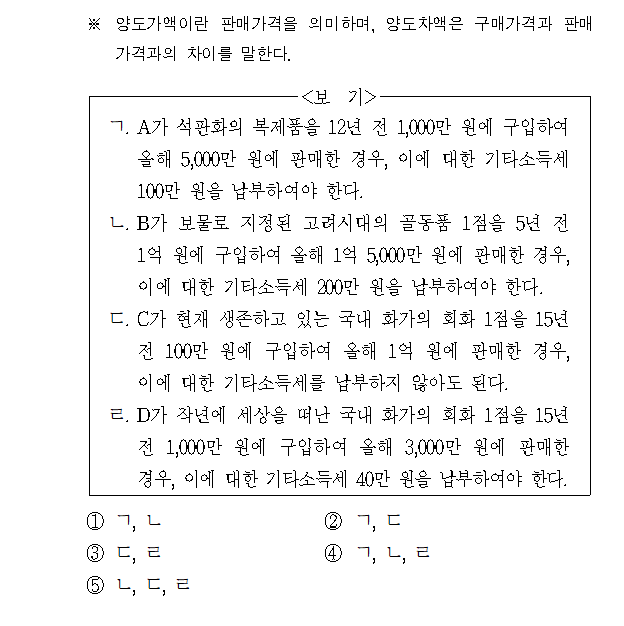 ※ 양도가액이란 판매가격을 의미하며, 양도차액은 구매가격과 판매
가격과의 차이를 말한다.
<보 기>
ㄱ. A가 석판화의 복제품을 12년 전 1,000만 원에 구입하여
올해 5,000만 원에 판매한 경우, 이에 대한 기타소득세
100만 원을 납부하여야 한다.
ㄴ. B가 보물로 지정된 고려시대의 골동품 1점을 5년 전
1억 원에 구입하여 올해 1억 5,000만 원에 판매한 경우,
이에 대한 기타소득세 200만 원을 납부하여야 한다.
ㄷ. C가 현재 생존하고 있는 국내 화가의 회화 1점을 15년
전 100만 원에 구입하여 올해 1억 원에 판매한 경우,
이에 대한 기타소득세를 납부하지 않아도 된다.
ㄹ. D가 작년에 세상을 떠난 국내 화가의 회화 1점을 15년
전 1,000만 원에 구입하여 올해 3,000만 원에 판매한
경우, 이에 대한 기타소득세 40만 원을 납부하여야 한다.
① ㄱ, ㄴ ② ㄱ, ㄷ
③ ㄷ, ㄹ ④ ㄱ, ㄴ, ㄹ
⑤ ㄴ, ㄷ, ㄹ